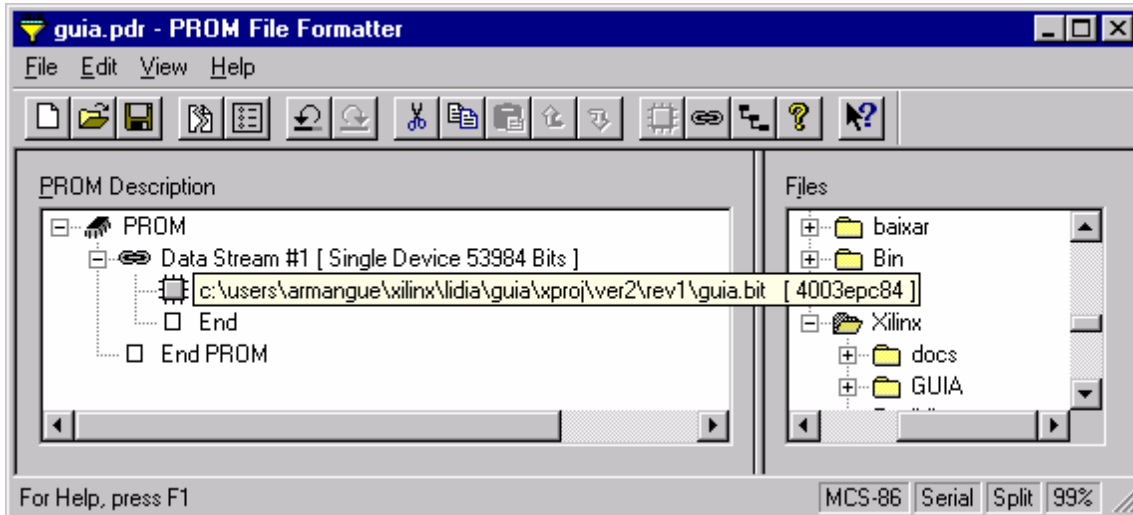 guia.pdr - PROM File Formatter
File Edit View Help
PROM Description
PROM
Data Stream #1 [ Single Device 53984 Bits ]
c:\users\armangue\xilinx\lidia\guia\xproj\ver2\rev1\guia.bit [ 4003epc84 ]
End
End PROM
Files
baixar
Bin
Xilinx
docs
GUIA
For Help, press F1
MCS-86 Serial Split 99%